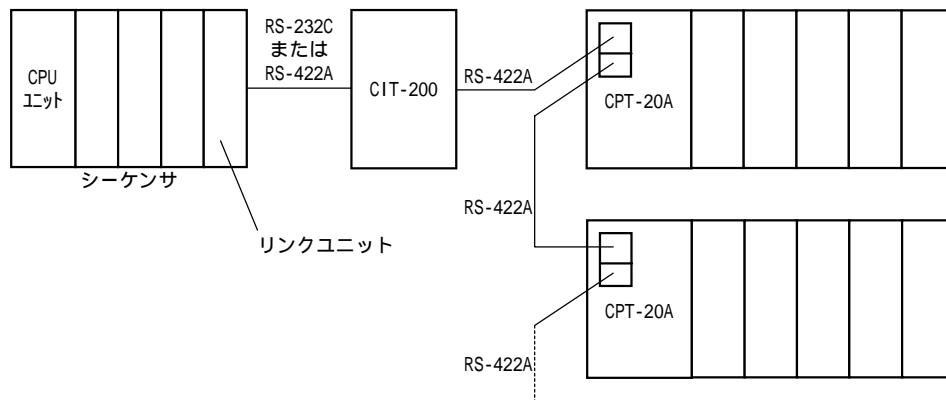 CPU
ユニット
シーケンサ
リンクユニット
RS-232C
または
RS-422A
CIT-200
RS-422A
CPT-20A
RS-422A
CPT-20A
RS-422A